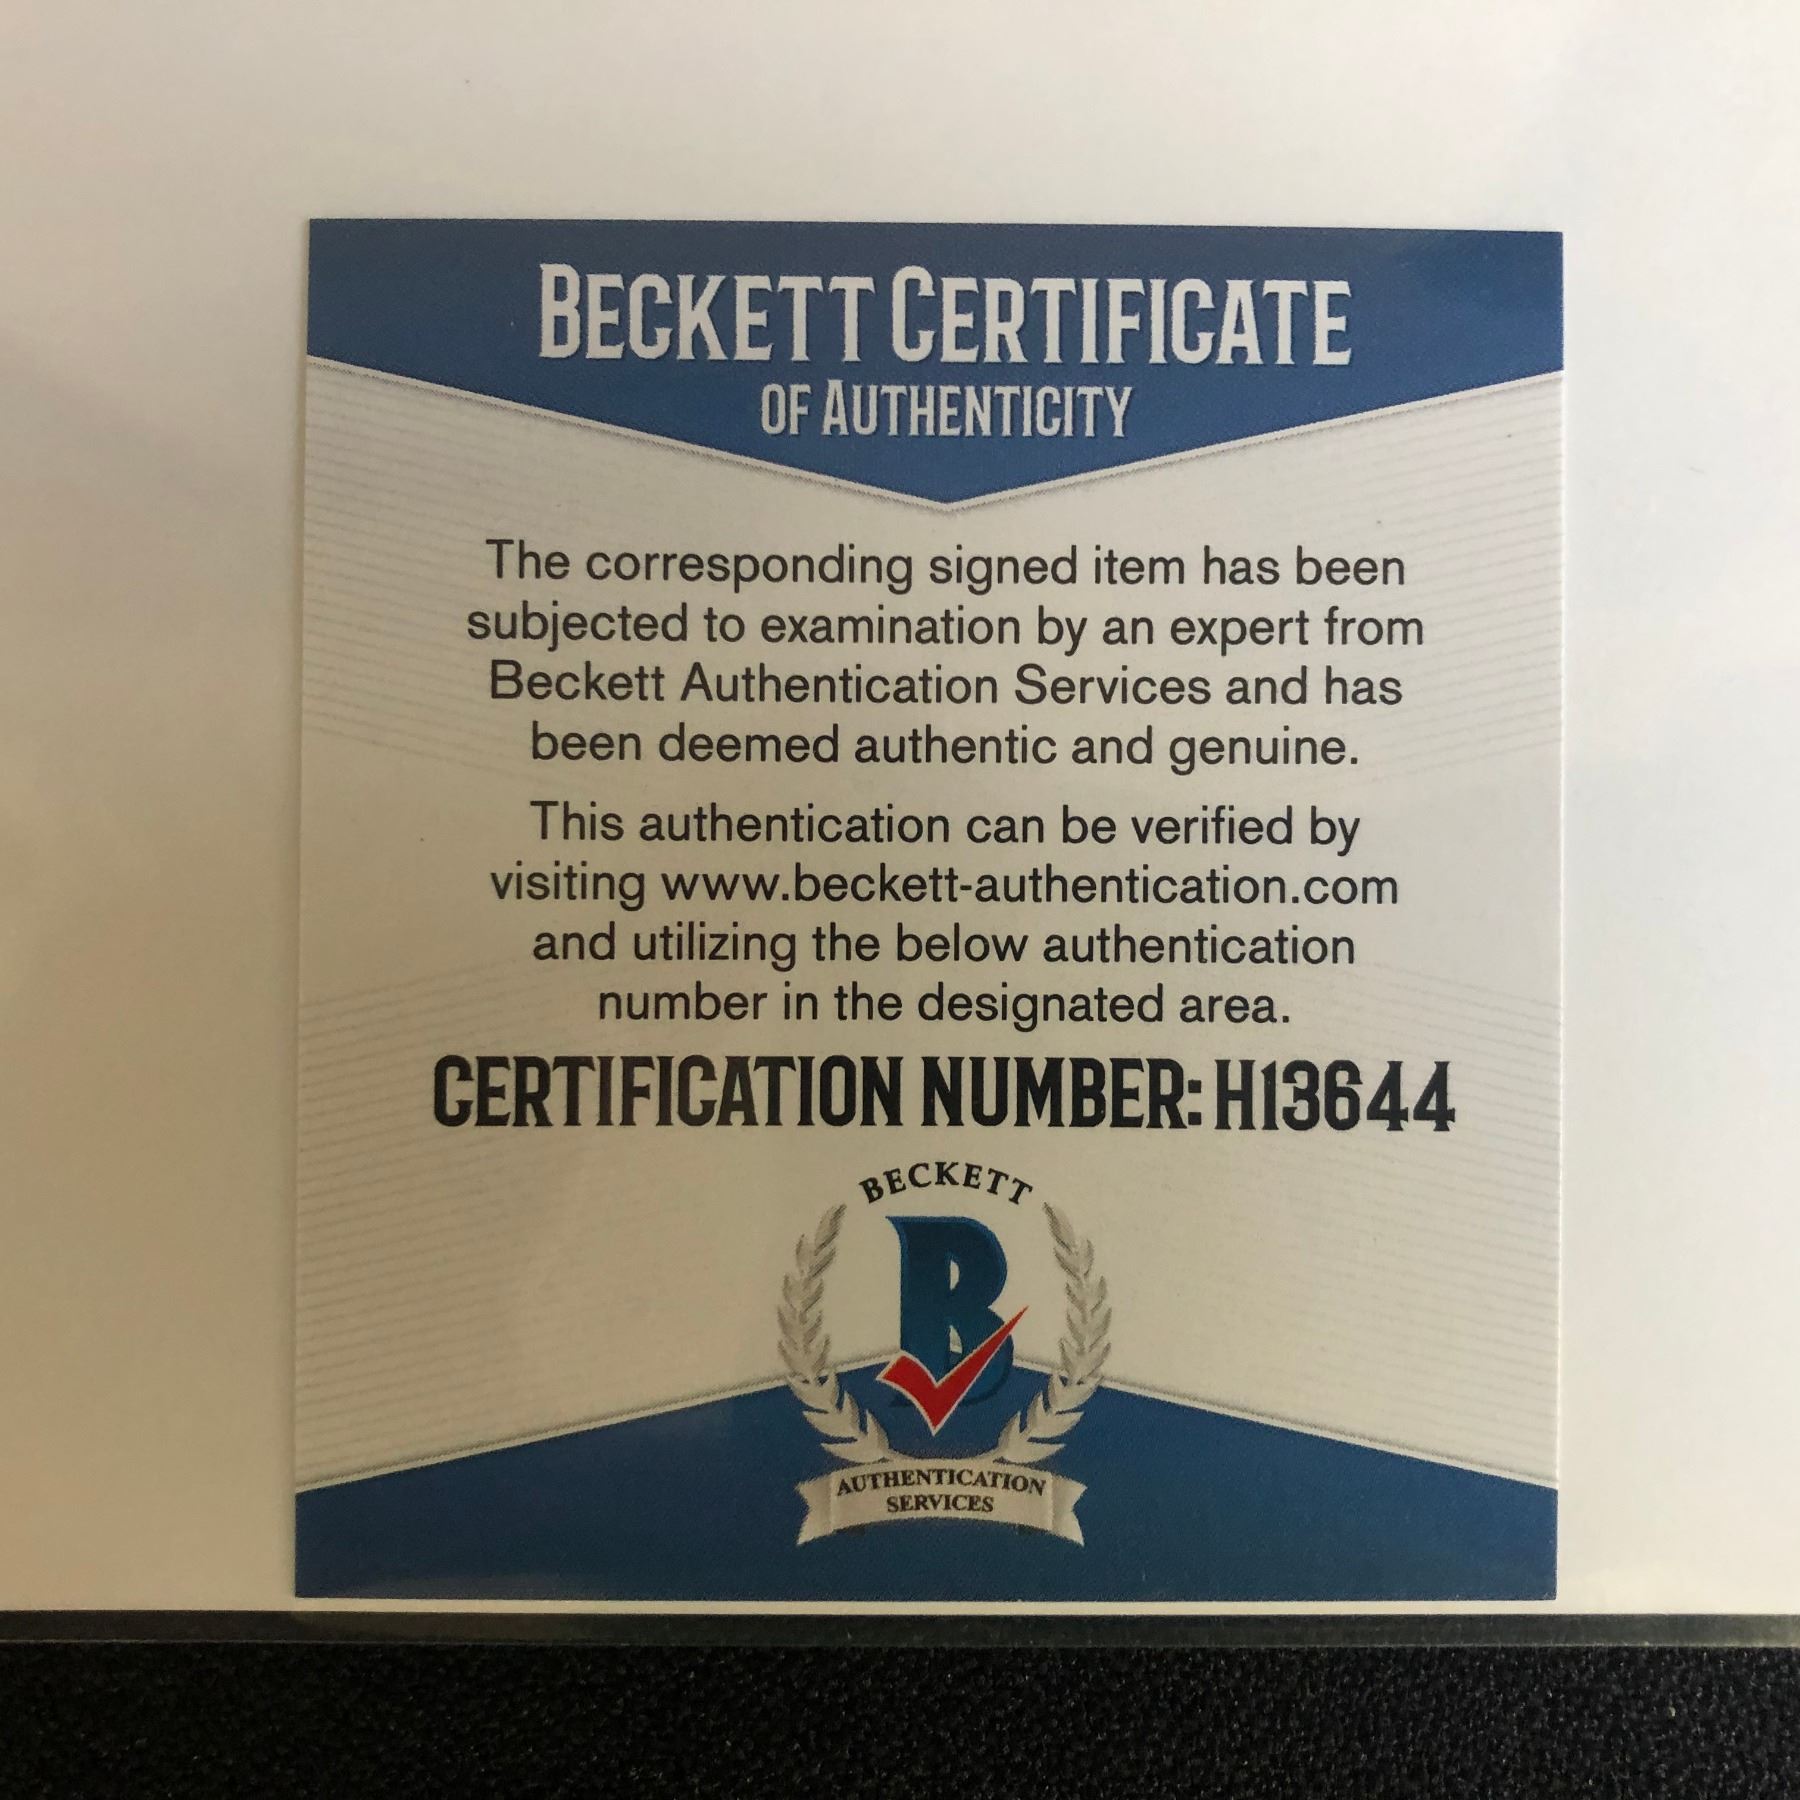 BECKETT CERTIFICATE
OF AUTHENTICITY
The corresponding signed item has been
subjected to examination by an expert from
Beckett Authentication Services and has
been deemed authentic and genuine.
This authentication can be verified by
visiting www.beckett-authentication.com
and utilizing the below authentication
number in the designated area.
CERTIFICATION NUMBER: H13644
BECKETT
B
AUTHENTICATION
SERVICES